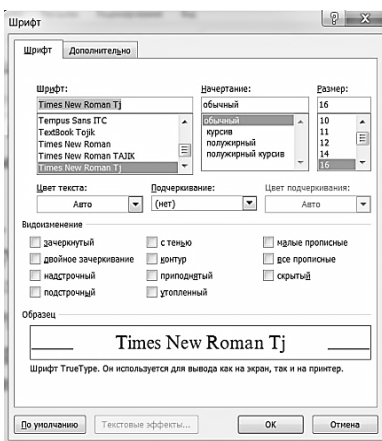 Шрифт
Шрифт Дополнительно
Шрифт: Начертание: Размер:
Times New Roman Tj обычный 16
Tempus Sans ITC обычный 10
TextBook Tojik курсив 11
Times New Roman полужирный 12
Times New Roman TAJIK полужирный курсив 14
Times New Roman Tj 16
Цвет текста: Подчеркивание: Цвет подчеркивания:
Авто (нет) Авто
Видоизменение
зачеркнутый с тенью малые прописные
двойное зачеркивание контур все прописные
надстрочный приподнятый скрытый
подстрочный утопленный
Образец
Times New Roman Tj
Шрифт TrueType. Он используется для вывода как на экран, так и на принтер.
По умолчанию Текстовые эффекты... ОК Отмена